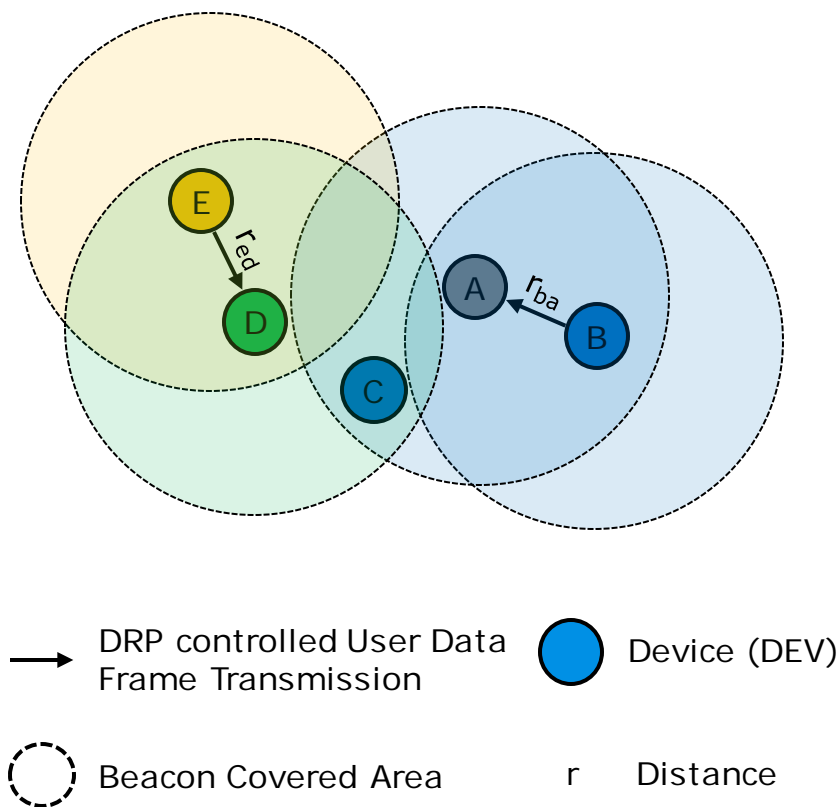 E
r_ed
D
A
r_ba
B
C
DRP controlled User Data
Frame Transmission
Device (DEV)
Beacon Covered Area
r Distance